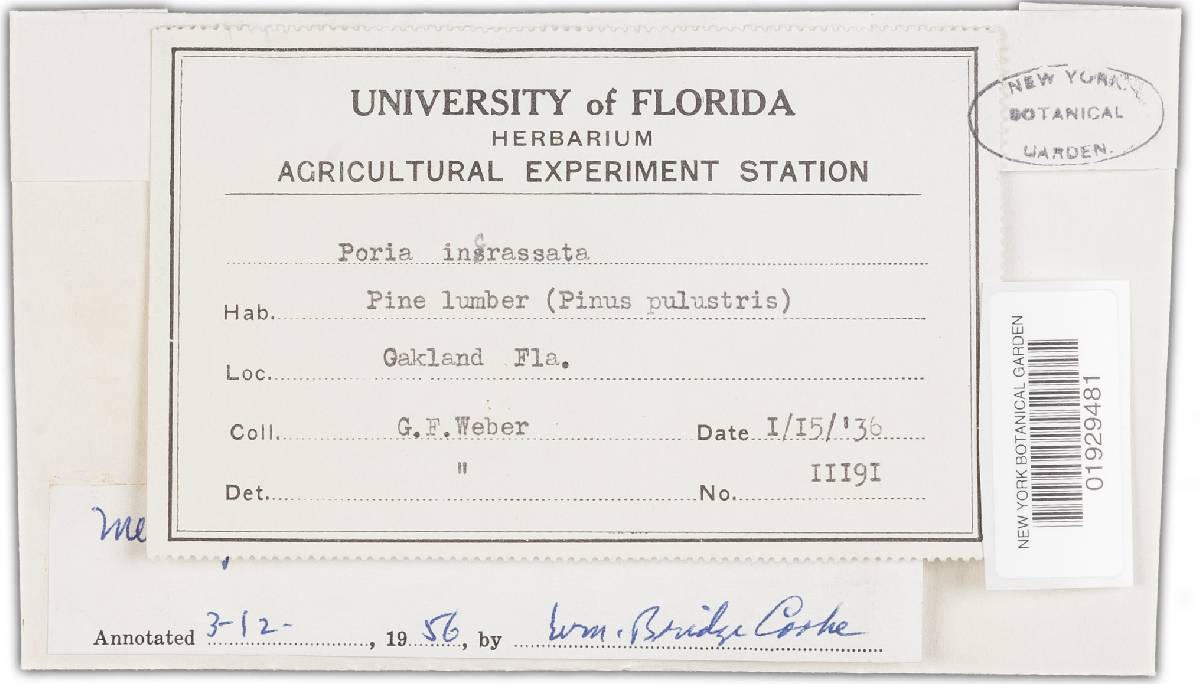 UNIVERSITY of FLORIDA
HERBARIUM
AGRICULTURAL EXPERIMENT STATION
Poria incrassata
Hab. Pine lumber (Pinus pulustris)
Loc. Oakland Fla.
Coll. G.F.Weber Date I/I5/'36
Det. " No. III9I
NEW YORK
BOTANICAL
GARDEN.
NEW YORK BOTANICAL GARDEN
01929481
Me
Annotated 3-12-, 1956, by Wm. Bridge Cooke